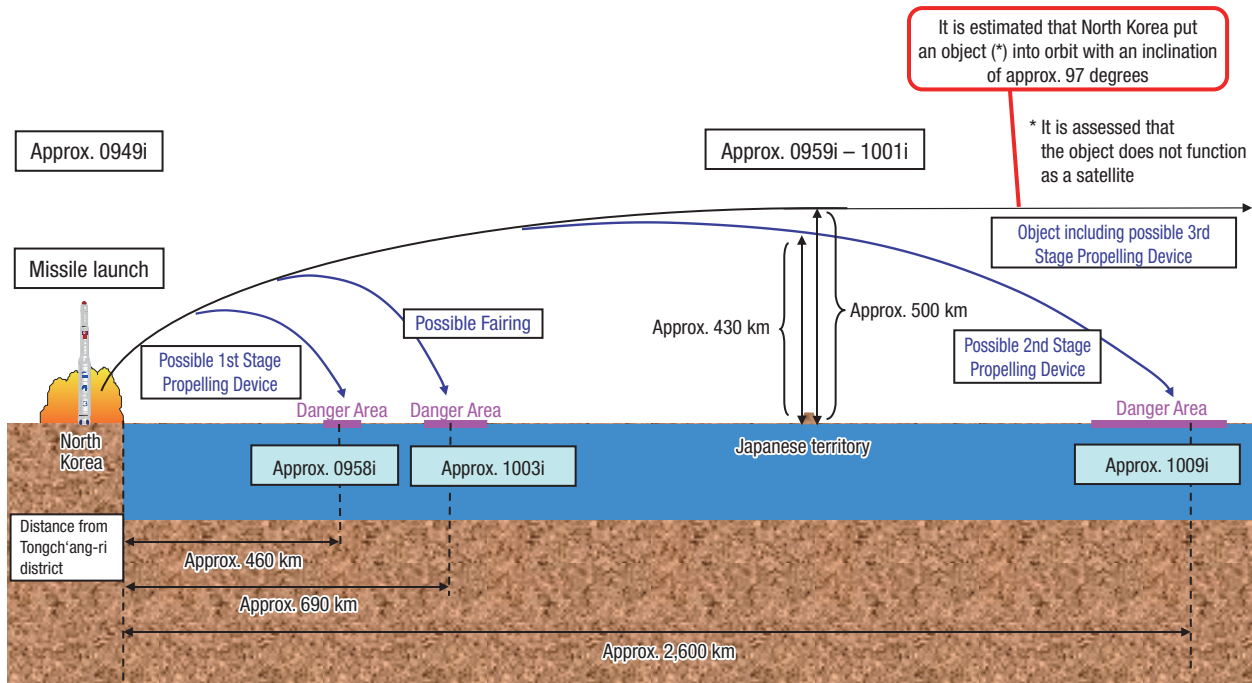 It is estimated that North Korea put
an object (*) into orbit with an inclination
of approx. 97 degrees
Approx. 0949i
Approx. 0959i – 1001i
* It is assessed that
the object does not function
as a satellite
Missile launch
Object including possible 3rd
Stage Propelling Device
Possible Fairing
Approx. 430 km
Approx. 500 km
Possible 1st Stage
Propelling Device
Possible 2nd Stage
Propelling Device
Danger Area
Danger Area
Danger Area
North
Korea
Japanese territory
Approx. 0958i
Approx. 1003i
Approx. 1009i
Distance from
Tongch‘ang-ri
district
Approx. 460 km
Approx. 690 km
Approx. 2,600 km